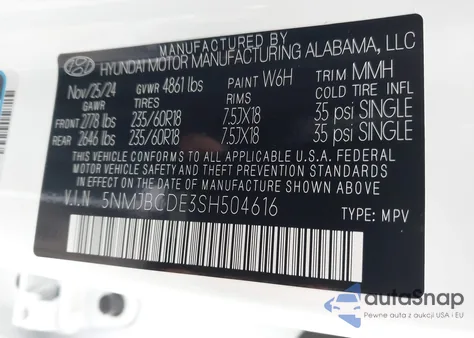 MANUFACTURED BY
HYUNDAI MOTOR MANUFACTURING ALABAMA, LLC
Nov/25/24 GVWR 4861 lbs PAINT W6H TRIM MMH
GAWR TIRES RIMS COLD TIRE INFL
FRONT 2778 lbs 235/60R18 7.5JX18 35 psi SINGLE
REAR 2646 lbs 235/60R18 7.5JX18 35 psi SINGLE
THIS VEHICLE CONFORMS TO ALL APPLICABLE U.S.A. FEDERAL
MOTOR VEHICLE SAFETY AND THEFT PREVENTION STANDARDS
IN EFFECT ON THE DATE OF MANUFACTURE SHOWN ABOVE.
V.I.N 5NMJBCDE3SH504616 TYPE: MPV
autoSnap
Pewne auta z aukcji USA i EU